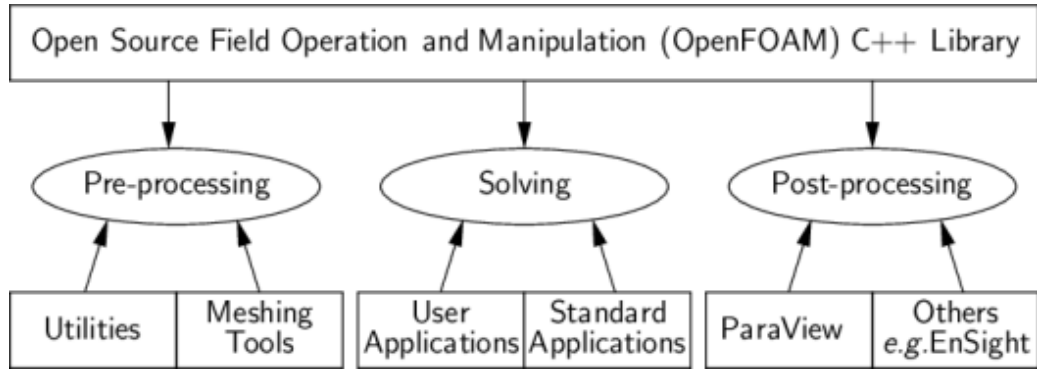 Open Source Field Operation and Manipulation (OpenFOAM) C++ Library
Pre-processing
Solving
Post-processing
Utilities
Meshing
Tools
User
Applications
Standard
Applications
ParaView
Others
e.g.EnSight